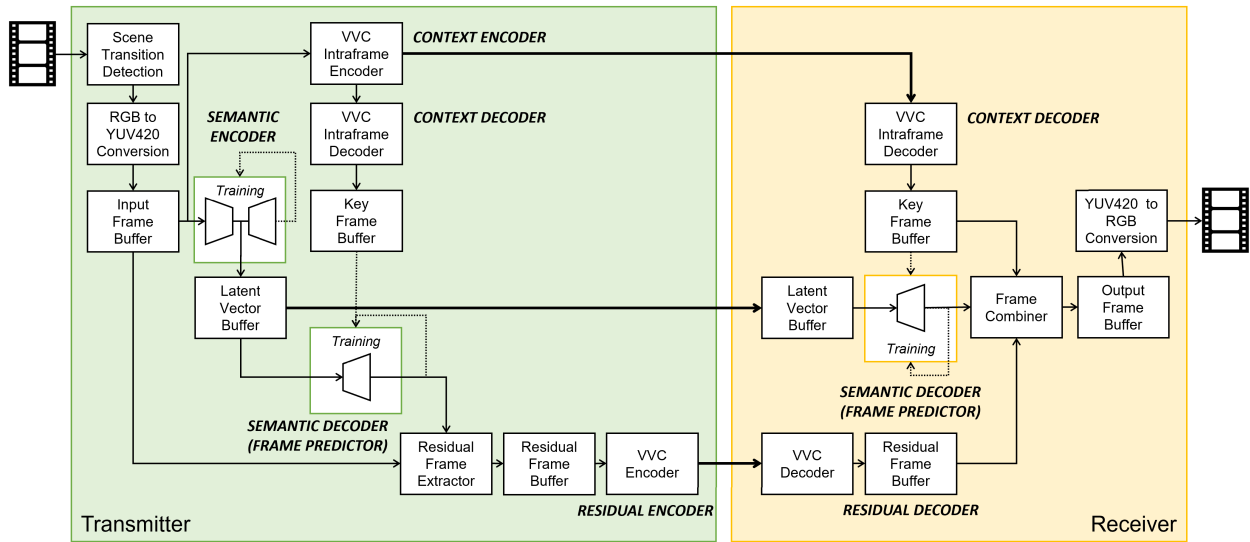 Scene
Transition
Detection
RGB to
YUV420
Conversion
Input
Frame
Buffer
SEMANTIC
ENCODER
Training
Latent
Vector
Buffer
VVC
Intraframe
Encoder
CONTEXT ENCODER
VVC
Intraframe
Decoder
CONTEXT DECODER
Key
Frame
Buffer
Training
SEMANTIC DECODER
(FRAME PREDICTOR)
Residual
Frame
Extractor
Residual
Frame
Buffer
VVC
Encoder
RESIDUAL ENCODER
Transmitter
VVC
Intraframe
Decoder
CONTEXT DECODER
Key
Frame
Buffer
Latent
Vector
Buffer
Training
SEMANTIC DECODER
(FRAME PREDICTOR)
Frame
Combiner
YUV420 to
RGB
Conversion
Output
Frame
Buffer
VVC
Decoder
Residual
Frame
Buffer
RESIDUAL DECODER
Receiver